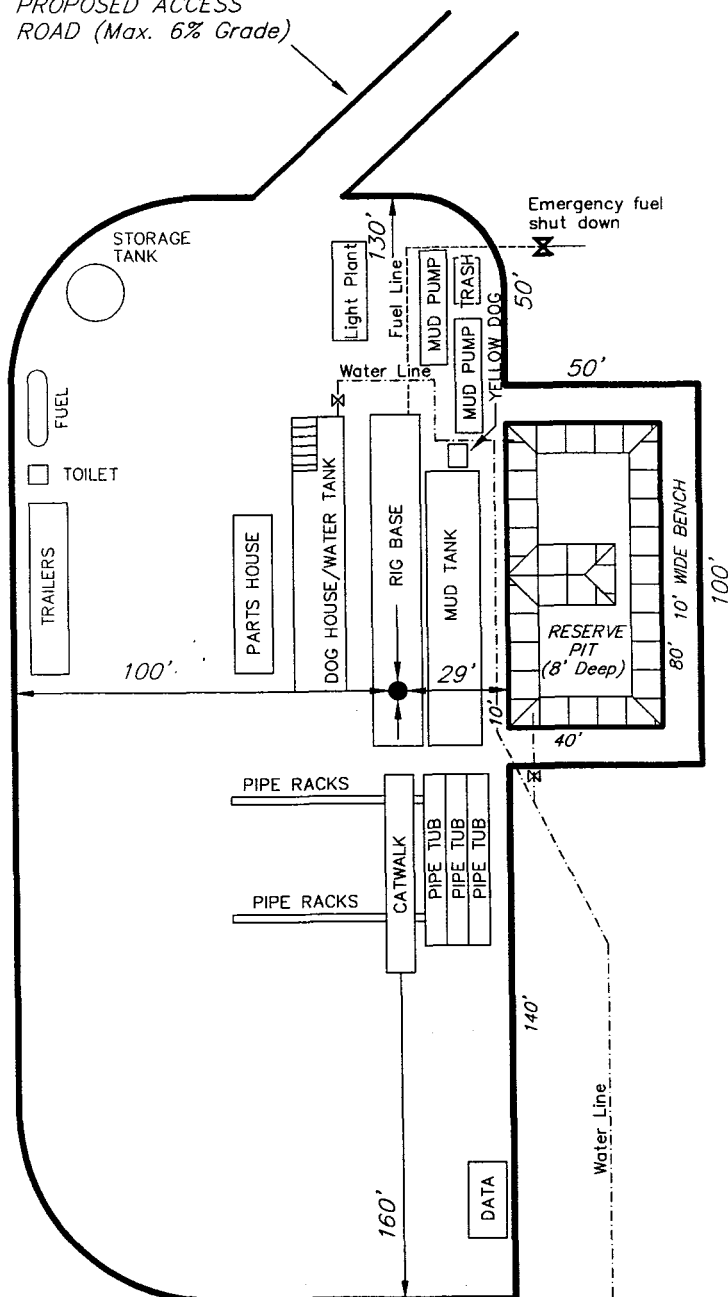 PROPOSED ACCESS
ROAD (Max. 6% Grade)
Emergency fuel
shut down
STORAGE
TANK
130'
Light Plant
Fuel Line
MUD PUMP
TRASH
50'
MUD PUMP
YELLOW DOG
Water Line
50'
FUEL
TOILET
TRAILERS
PARTS HOUSE
DOG HOUSE/WATER TANK
RIG BASE
MUD TANK
RESERVE
PIT
(8' Deep)
80'
10' WIDE BENCH
100'
100'
29'
10'
40'
PIPE RACKS
CATWALK
PIPE TUB
PIPE TUB
PIPE TUB
PIPE RACKS
140'
Water Line
160'
DATA